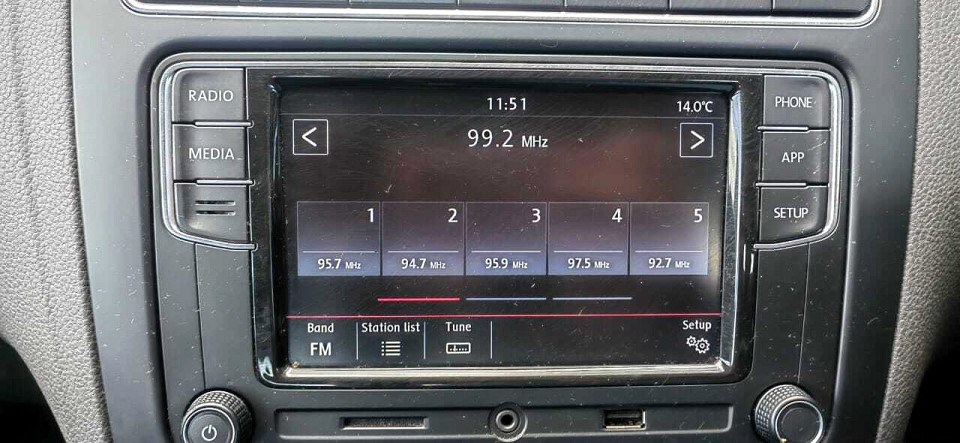 RADIO
MEDIA
PHONE
APP
SETUP
11:51
14.0°C
<
99.2 MHz
>
1 2 3 4 5
95.7 MHz 94.7 MHz 95.9 MHz 97.5 MHz 92.7 MHz
Band Station list Tune Setup
FM